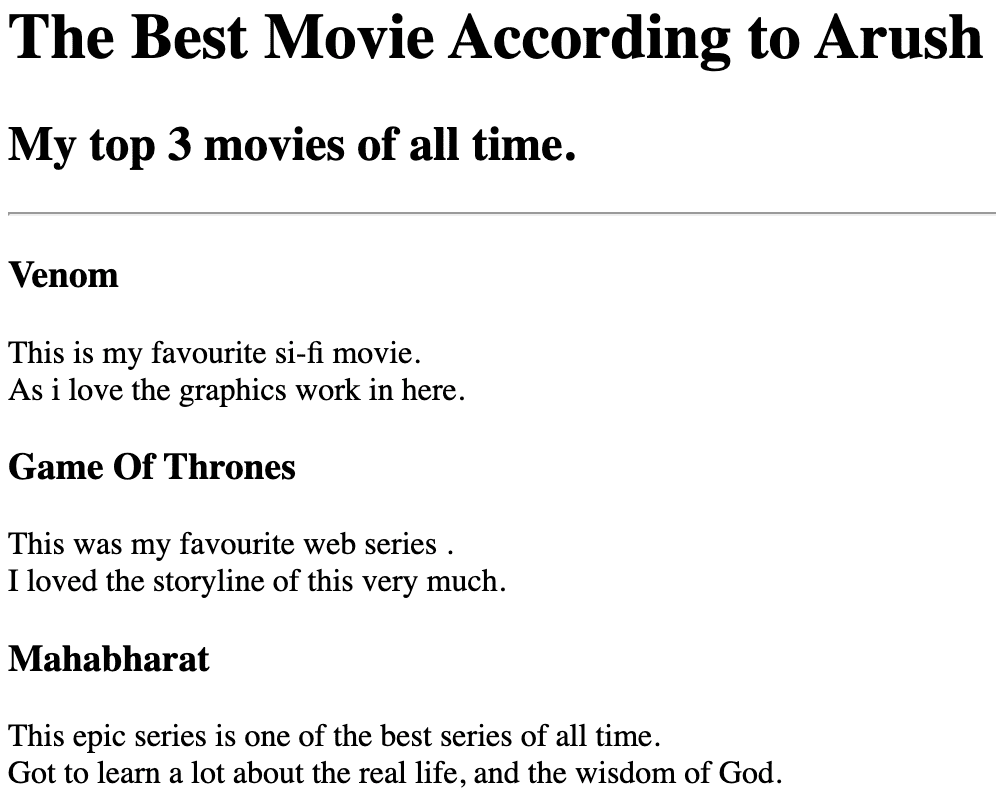 The Best Movie According to Arush
My top 3 movies of all time.
Venom
This is my favourite si-fi movie.
As i love the graphics work in here.
Game Of Thrones
This was my favourite web series .
I loved the storyline of this very much.
Mahabharat
This epic series is one of the best series of all time.
Got to learn a lot about the real life, and the wisdom of God.